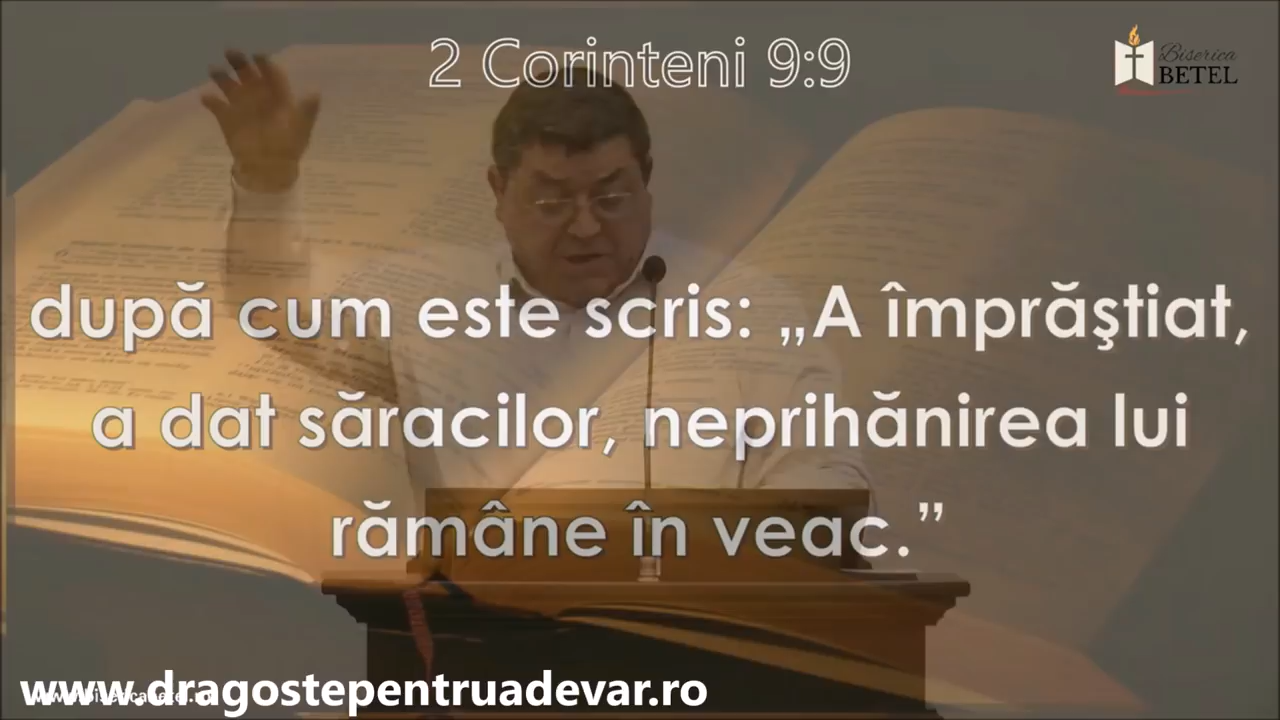 2 Corinteni 9:9
Biserica
BETEL
după cum este scris: „A împrăştiat,
a dat săracilor, neprihănirea lui
rămâne în veac.”
www.dragostepentruadevar.ro